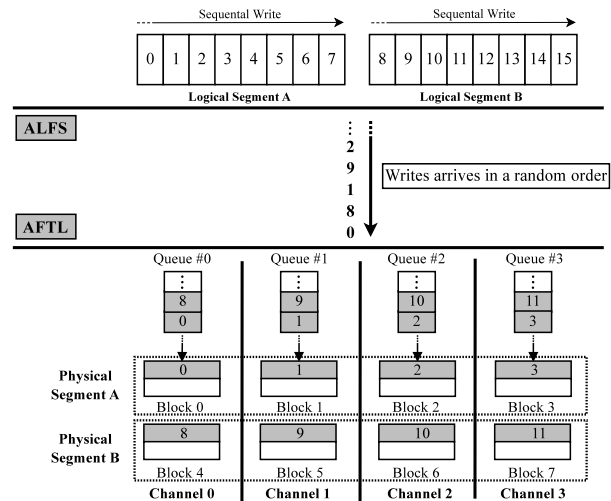 Sequental Write Sequental Write
0 1 2 3 4 5 6 7 8 9 10 11 12 13 14 15
Logical Segment A Logical Segment B
ALFS
2
9
1
8
0
Writes arrives in a random order
AFTL
Queue #0 Queue #1 Queue #2 Queue #3
8 9 10 11
0 1 2 3
Physical Segment A
0 1 2 3
Block 0 Block 1 Block 2 Block 3
Physical Segment B
8 9 10 11
Block 4 Block 5 Block 6 Block 7
Channel 0 Channel 1 Channel 2 Channel 3